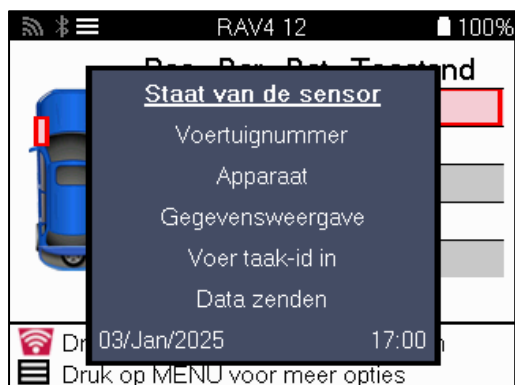 RAV4 12 100%
Staat van de sensor
Voertuignummer
Apparaat
Gegevensweergave
Voer taak-id in
Data zenden
03/Jan/2025 17:00
Druk op MENU voor meer opties